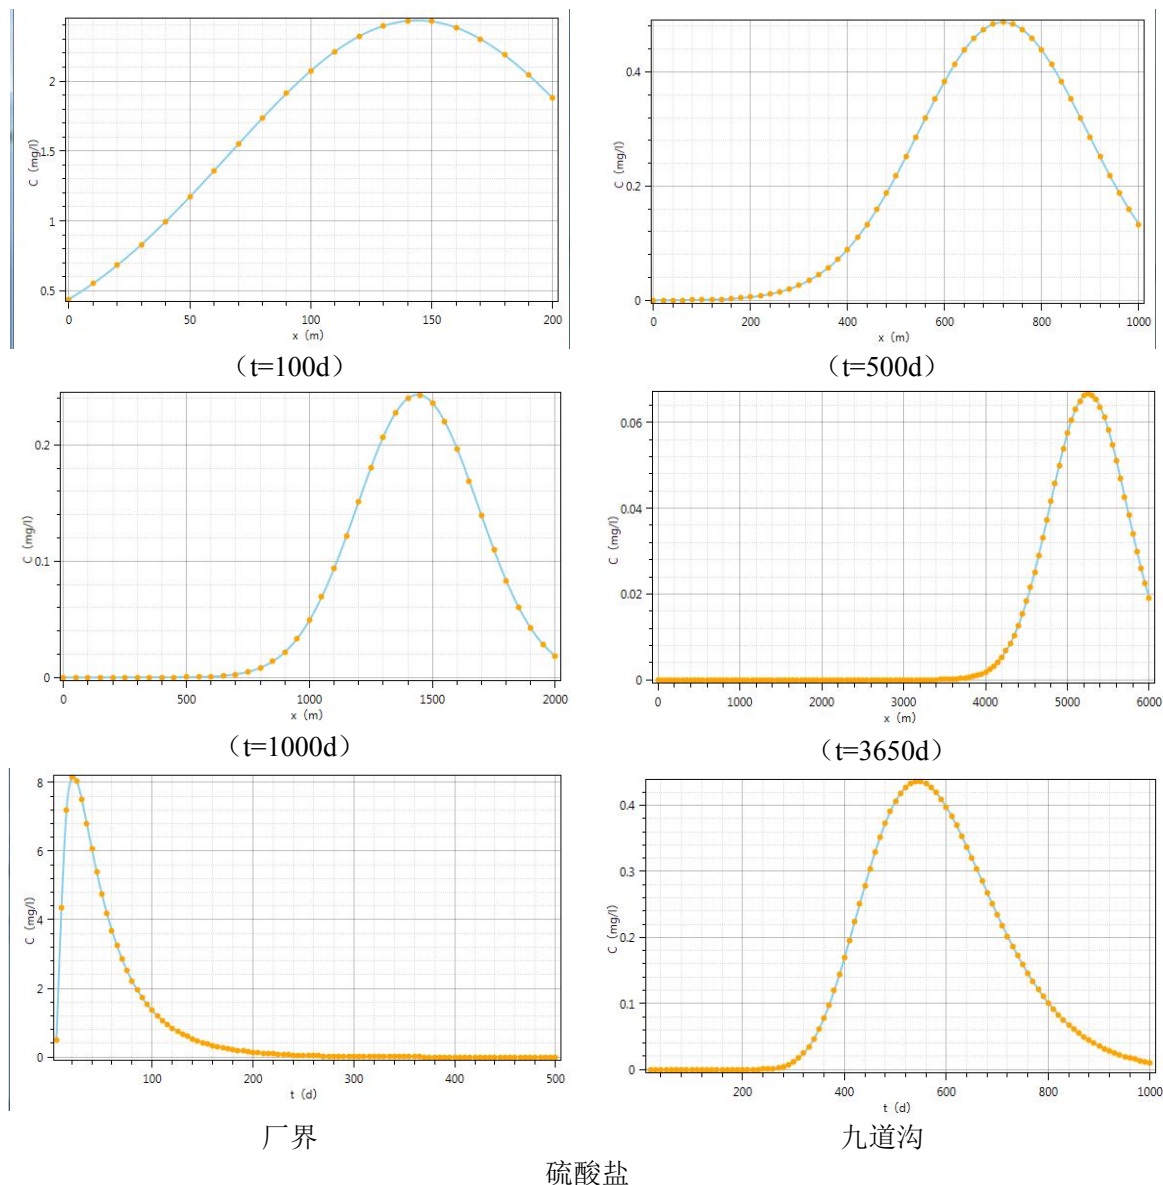 2
1.5
1
0.5
C (mg/l)
0 50 100 150 200
x (m)
0.4
0.2
0
C (mg/l)
0 200 400 600 800 1000
x (m)
（t=100d） （t=500d）
0.2
0.1
0
C (mg/l)
0 500 1000 1500 2000
x (m)
0.06
0.04
0.02
0
C (mg/l)
0 1000 2000 3000 4000 5000 6000
x (m)
（t=1000d） （t=3650d）
8
6
4
2
0
C (mg/l)
100 200 300 400 500
t (d)
0.4
0.3
0.2
0.1
0
C (mg/l)
200 400 600 800 1000
t (d)
厂界 九道沟
硫酸盐